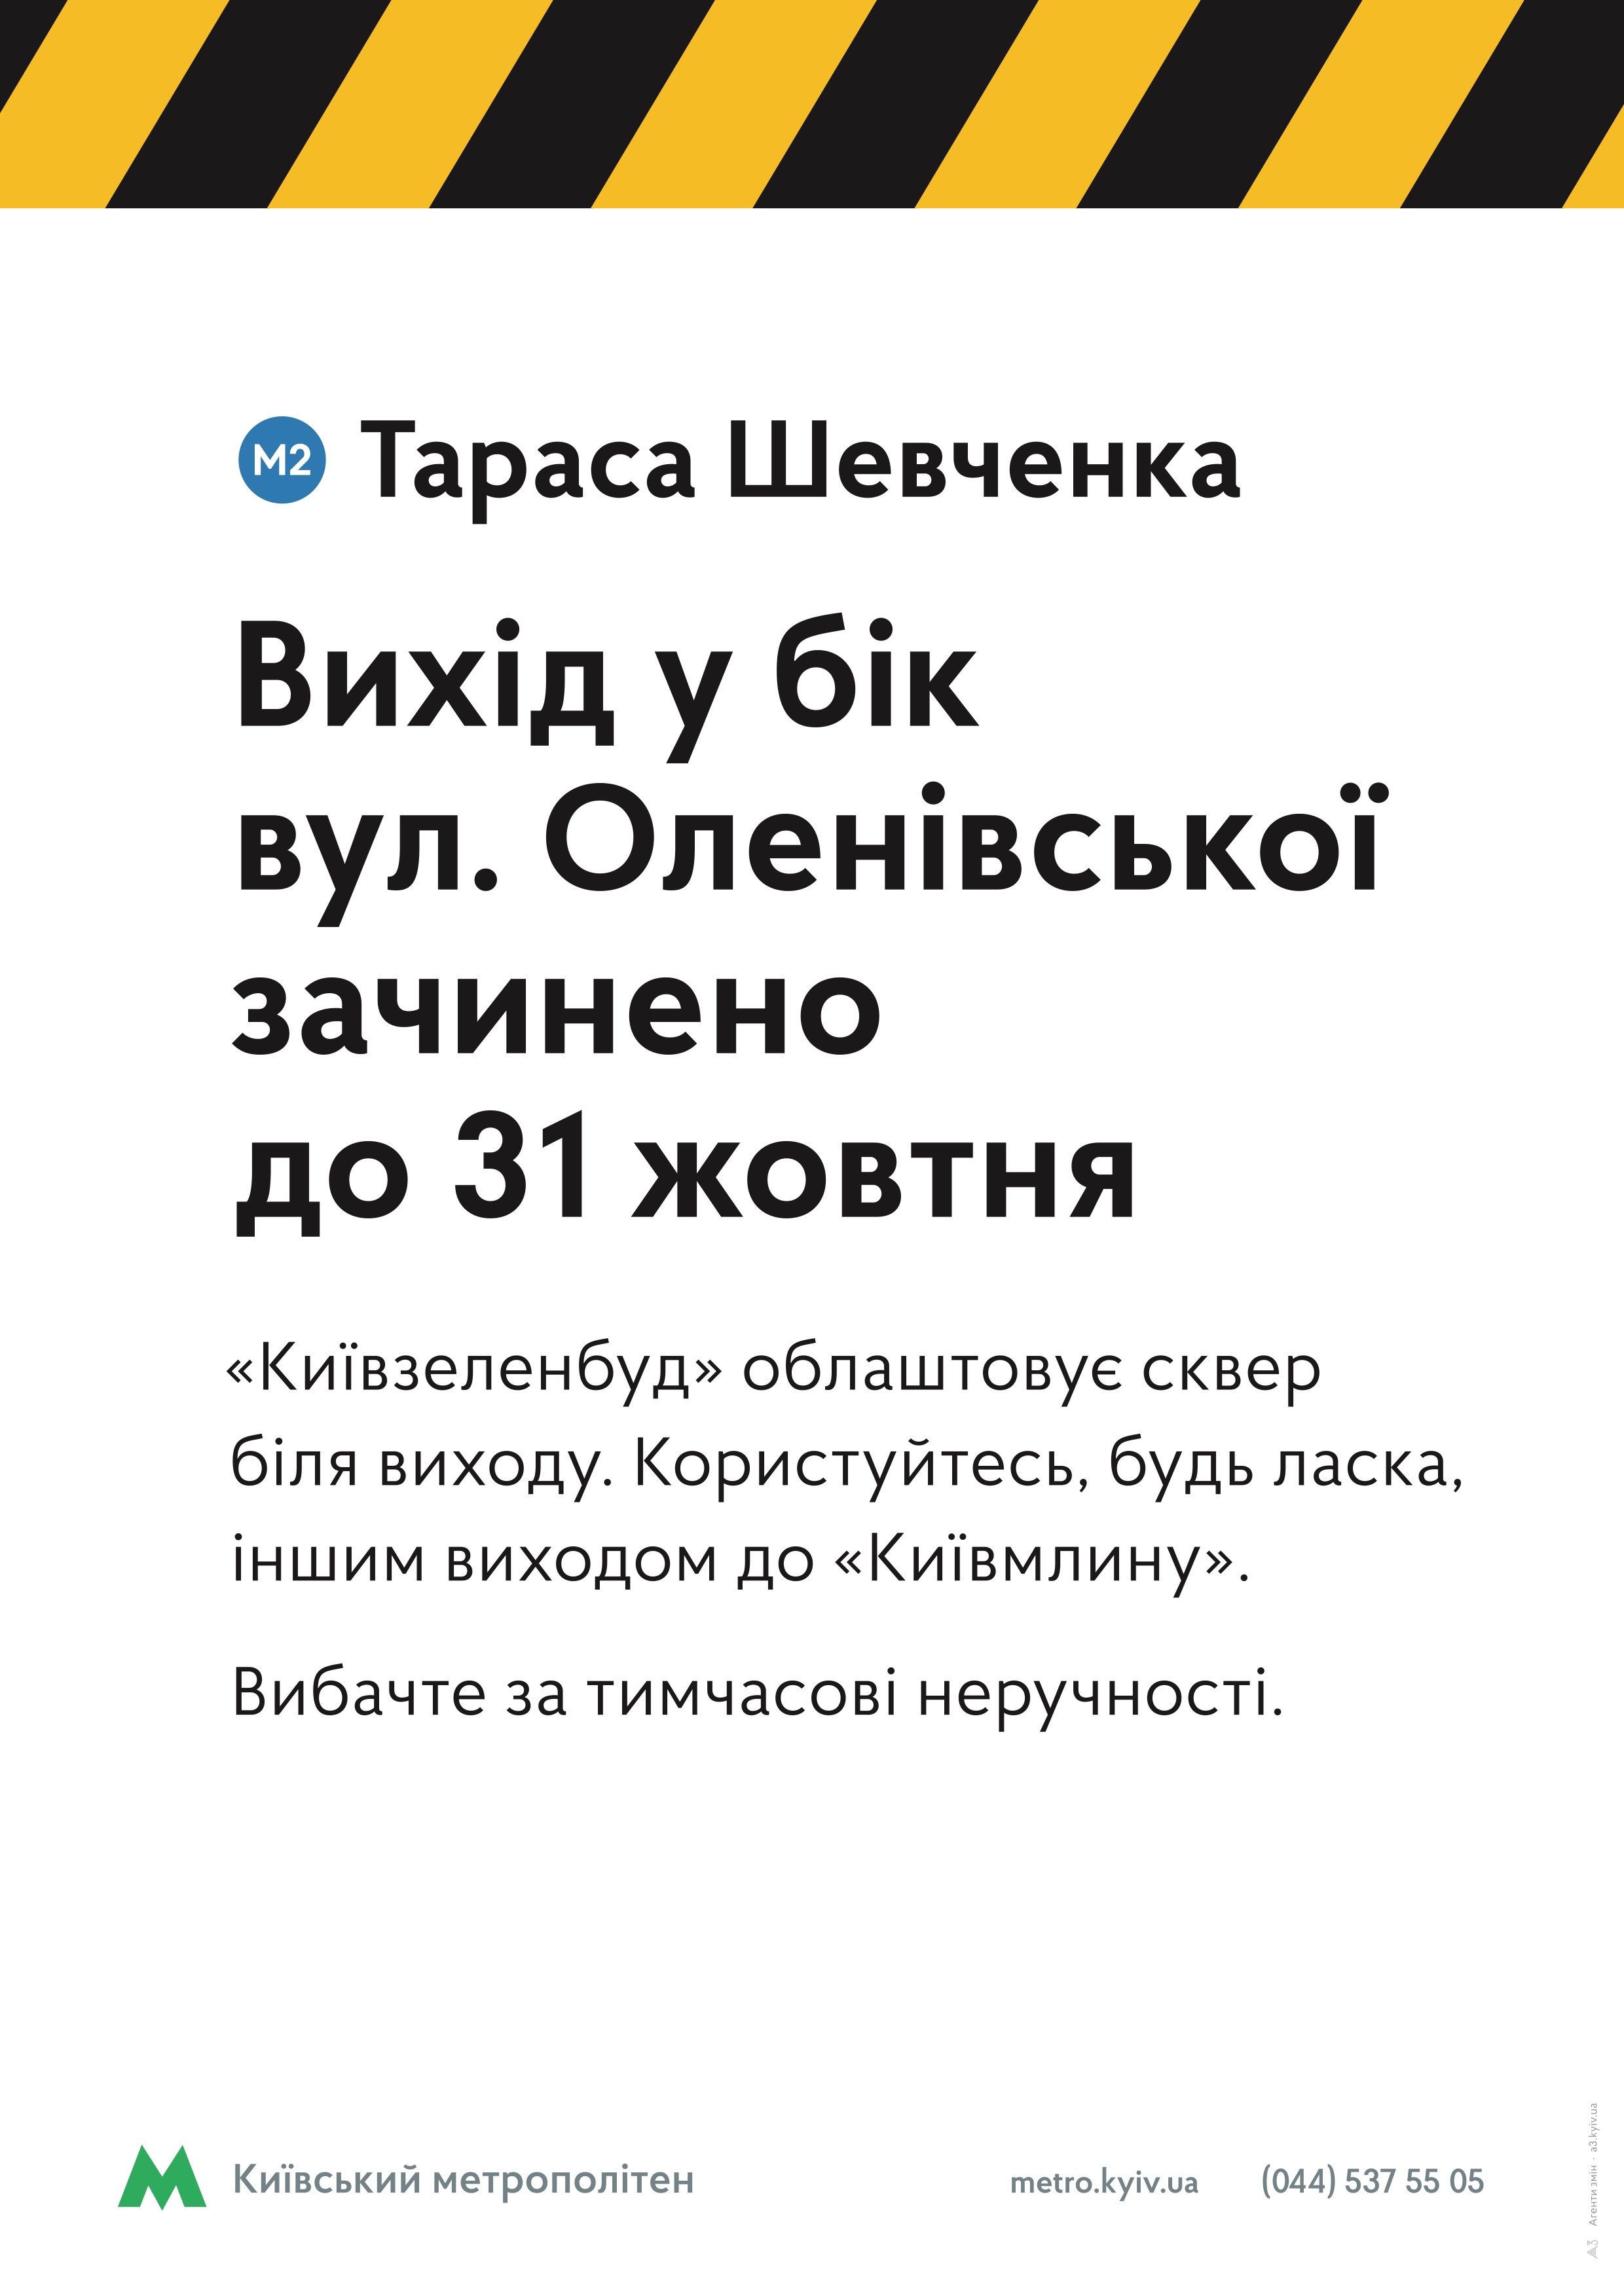 M2 Тараса Шевченка
Вихід у бік
вул. Оленівської
зачинено
до 31 жовтня
«Київзеленбуд» облаштовує сквер
біля виходу. Користуйтесь, будь ласка,
іншим виходом до «Київмлину».
Вибачте за тимчасові неручності.
Київський метрополітен metro.kyiv.ua (044) 537 55 05
А3 Агенти змін · a3.kyiv.ua